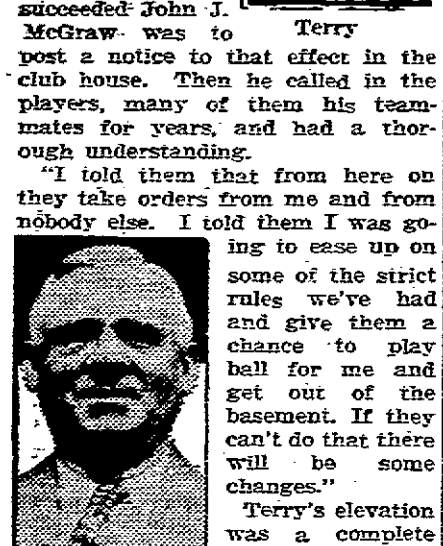 succeeded John J.
McGraw was to
Terry
post a notice to that effect in the
club house. Then he called in the
players, many of them his team-
mates for years, and had a thor-
ough understanding.
"I told them that from here on
they take orders from me and from
nobody else. I told them I was go-
ing to ease up on
some of the strict
rules we've had
and give them a
chance to play
ball for me and
get out of the
basement. If they
can't do that there
will be some
changes."
Terry's elevation
was a complete